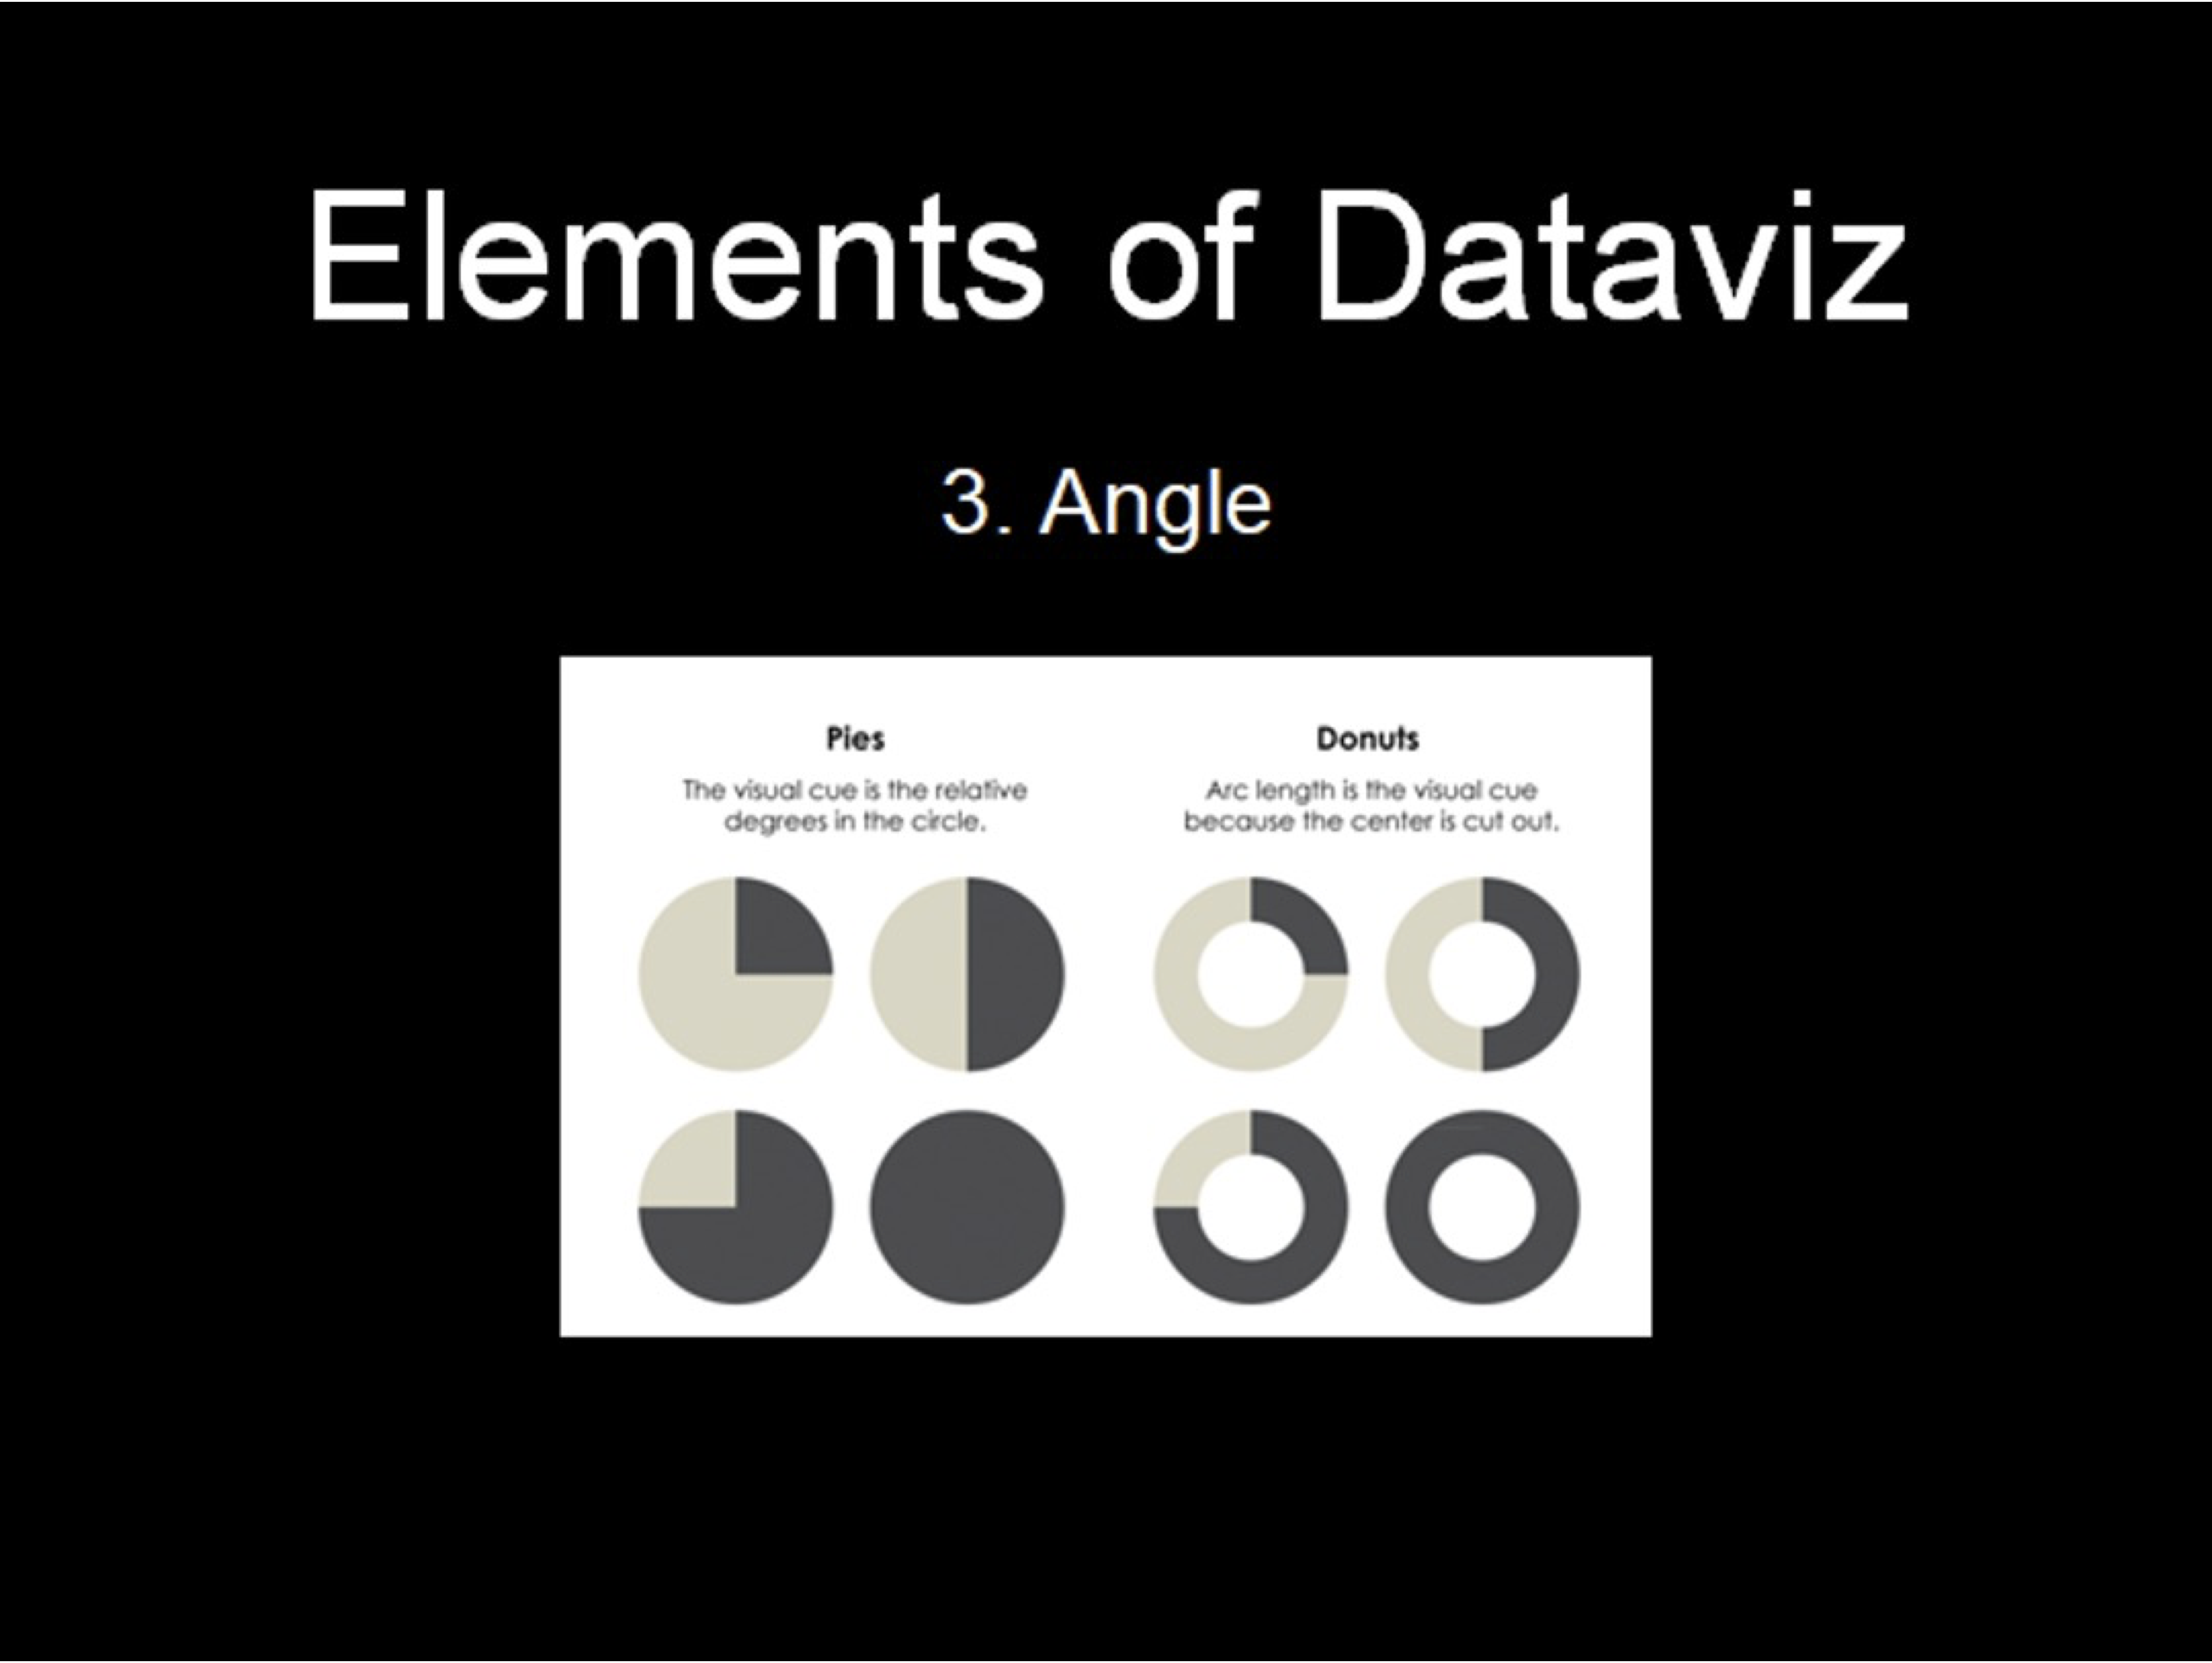 Elements of Dataviz
3. Angle
Pies
The visual cue is the relative
degrees in the circle.
Donuts
Arc length is the visual cue
because the center is cut out.